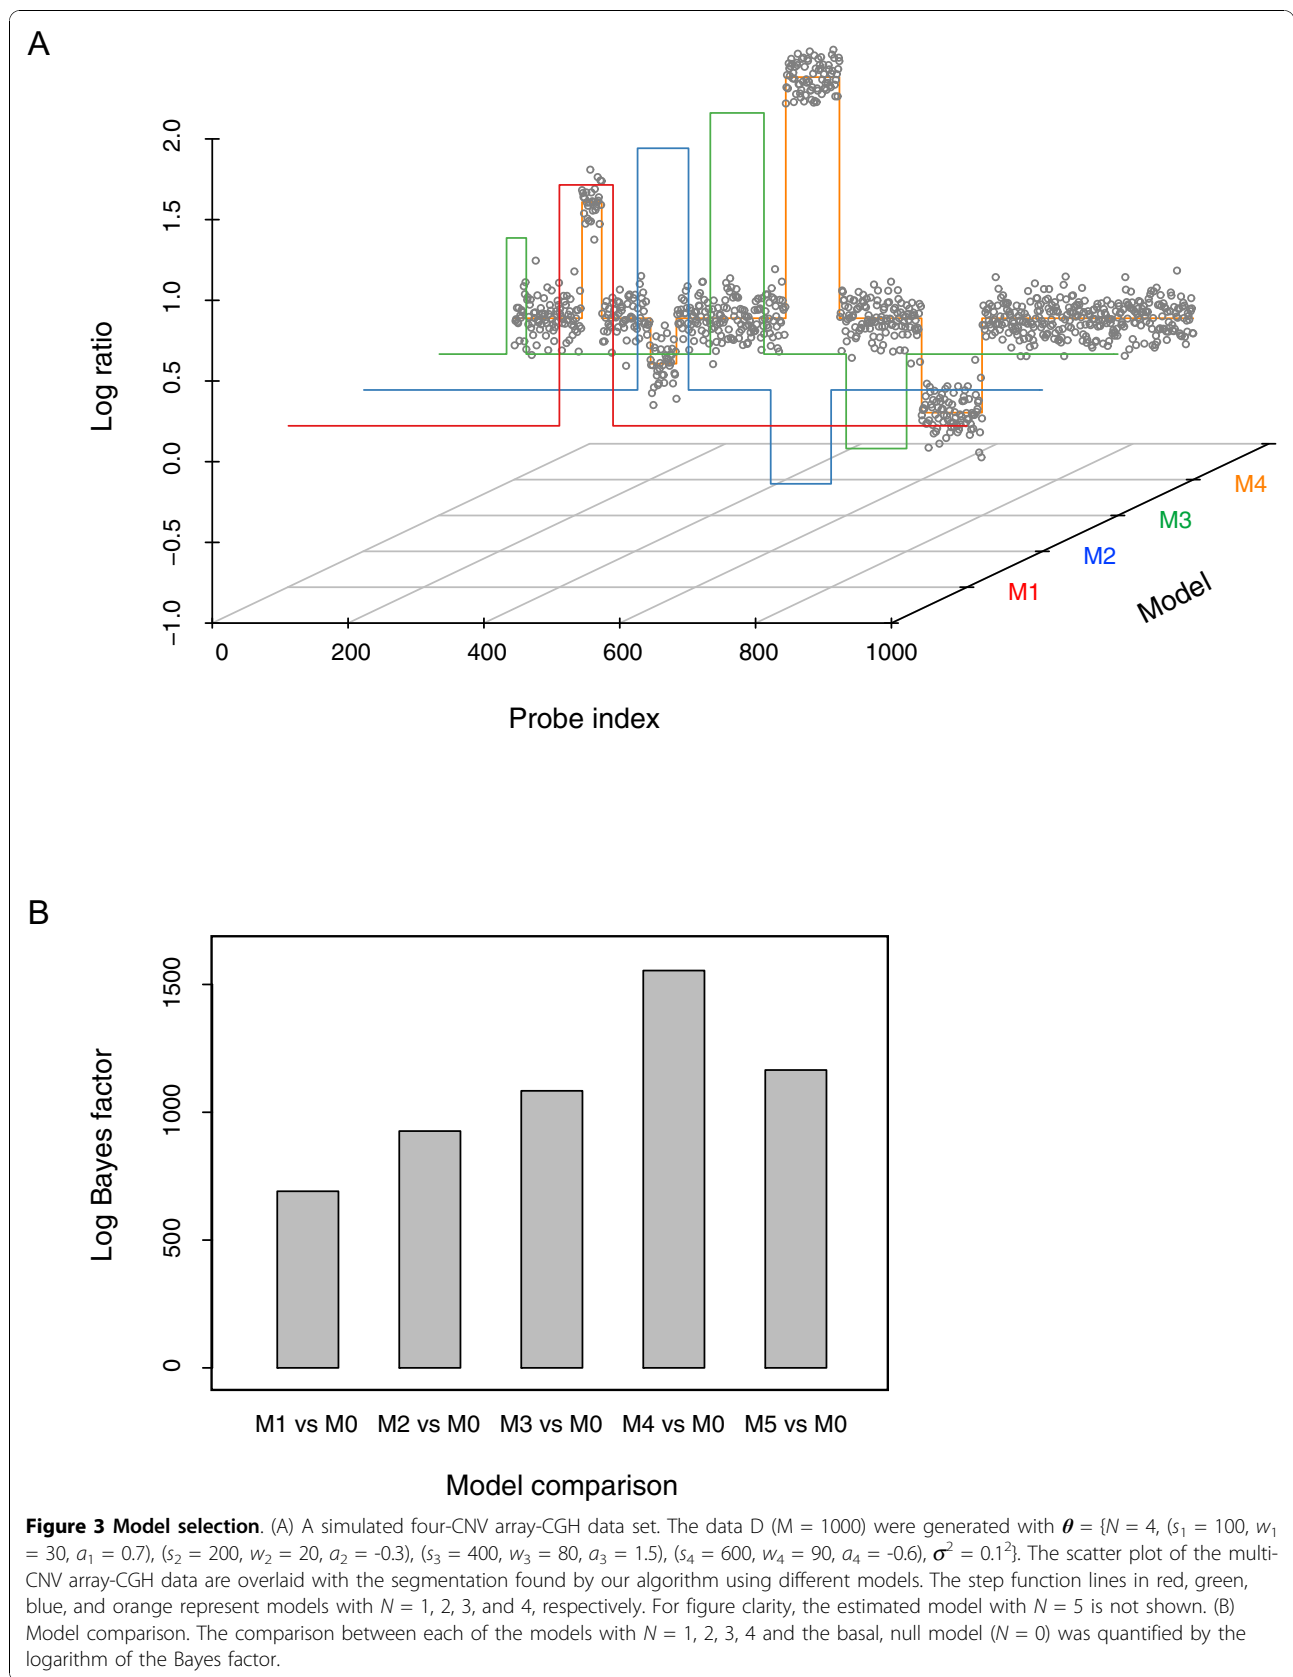 A
2.0
1.5
1.0
0.5
0.0
−0.5
−1.0
Log ratio
M4
M3
M2
M1
Model
0 200 400 600 800 1000
Probe index
B
1500
1000
500
0
Log Bayes factor
M1 vs M0 M2 vs M0 M3 vs M0 M4 vs M0 M5 vs M0
Model comparison
Figure 3 Model selection. (A) A simulated four-CNV array-CGH data set. The data D (M = 1000) were generated with θ = {N = 4, (s1 = 100, w1
= 30, a1 = 0.7), (s2 = 200, w2 = 20, a2 = -0.3), (s3 = 400, w3 = 80, a3 = 1.5), (s4 = 600, w4 = 90, a4 = -0.6), σ² = 0.1²}. The scatter plot of the multi-
CNV array-CGH data are overlaid with the segmentation found by our algorithm using different models. The step function lines in red, green,
blue, and orange represent models with N = 1, 2, 3, and 4, respectively. For figure clarity, the estimated model with N = 5 is not shown. (B)
Model comparison. The comparison between each of the models with N = 1, 2, 3, 4 and the basal, null model (N = 0) was quantified by the
logarithm of the Bayes factor.